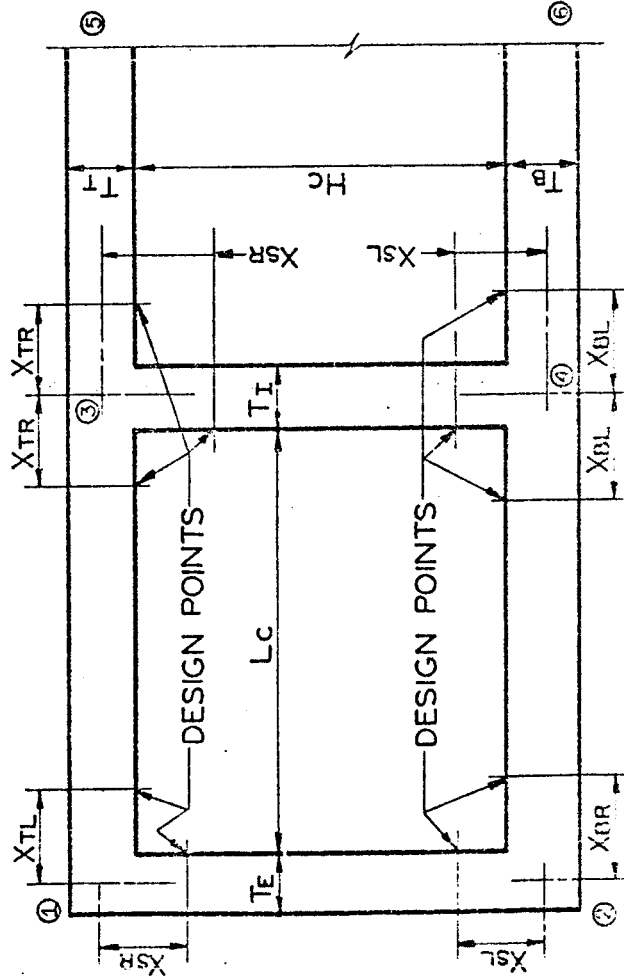 ①
XTL
XTR
XTR
③
⑤
XSR
TT
DESIGN POINTS
XSR
TE
LC
TI
HC
DESIGN POINTS
XSL
XSL
TB
②
XBR
XBL
XBL
④
⑥